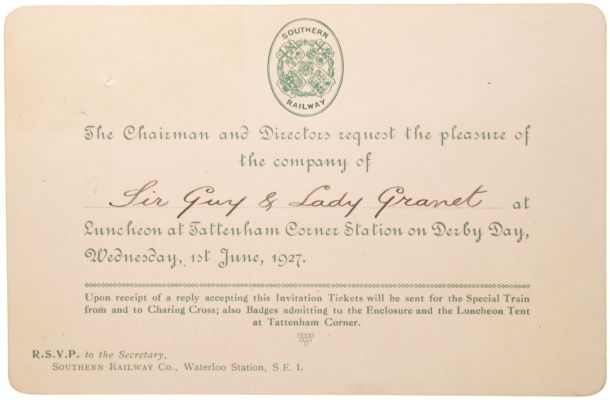 SOUTHERN
RAILWAY
The Chairman and Directors request the pleasure of
the company of
Sir Guy & Lady Granet at
Luncheon at Tattenham Corner Station on Derby Day,
Wednesday, 1st June, 1927.
Upon receipt of a reply accepting this Invitation Tickets will be sent for the Special Train
from and to Charing Cross; also Badges admitting to the Enclosure and the Luncheon Tent
at Tattenham Corner.
R.S.V.P. to the Secretary,
SOUTHERN RAILWAY CO., Waterloo Station, S.E. 1.